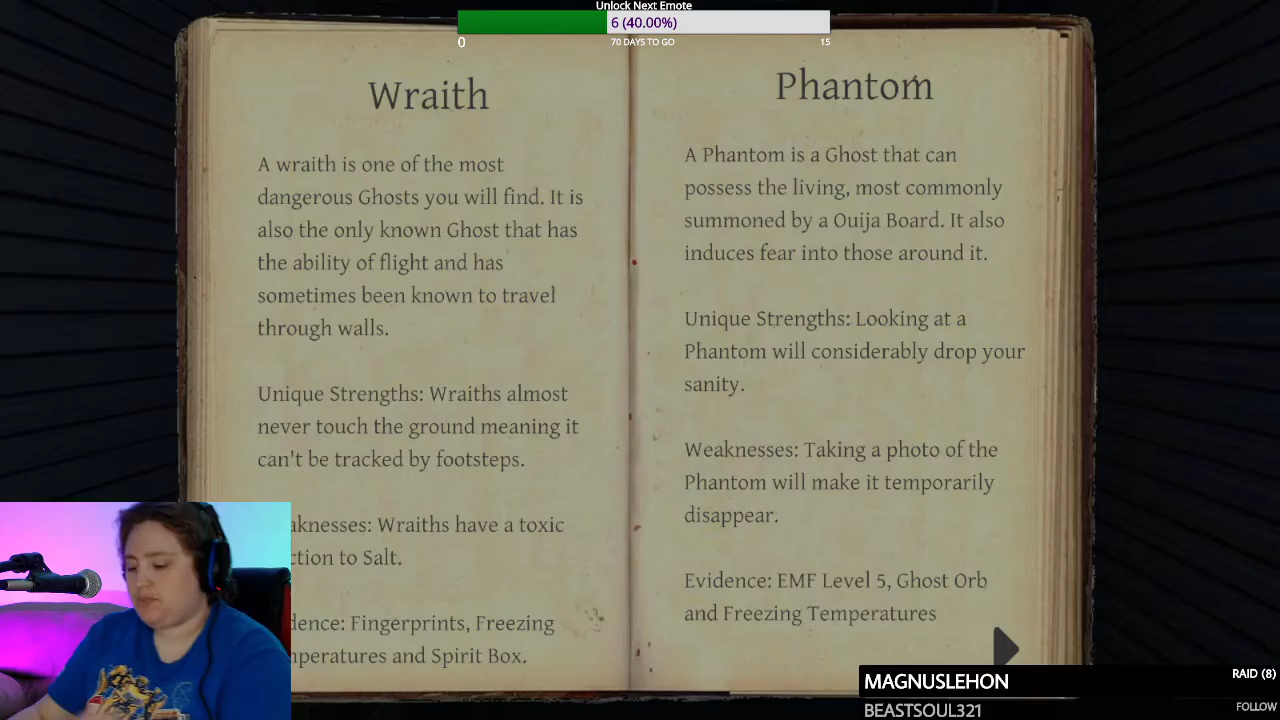 Unlock Next Emote
6 (40.00%)
0
70 DAYS TO GO
15
Wraith
A wraith is one of the most
dangerous Ghosts you will find. It is
also the only known Ghost that has
the ability of flight and has
sometimes been known to travel
through walls.
Unique Strengths: Wraiths almost
never touch the ground meaning it
can't be tracked by footsteps.
aknesses: Wraiths have a toxic
ction to Salt.
dence: Fingerprints, Freezing
nperatures and Spirit Box.
Phantom
A Phantom is a Ghost that can
possess the living, most commonly
summoned by a Ouija Board. It also
induces fear into those around it.
Unique Strengths: Looking at a
Phantom will considerably drop your
sanity.
Weaknesses: Taking a photo of the
Phantom will make it temporarily
disappear.
Evidence: EMF Level 5, Ghost Orb
and Freezing Temperatures
MAGNUSLEHON
RAID (8)
BEASTSOUL321
FOLLOW